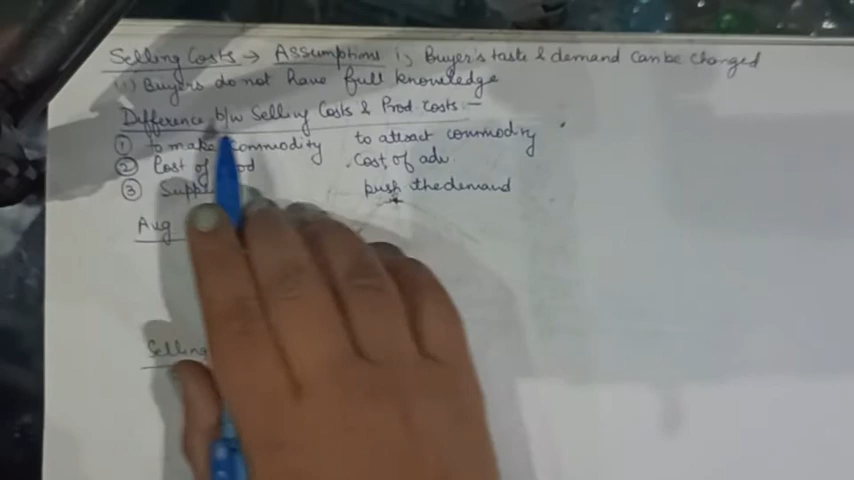 Selling Costs → Assumptions i) Buyer's taste & demand can be changed
(i) Buyers do not have full knowledge
Difference b/w Selling Costs & Prod. Costs :-
① to make commodity to attract commodity
② Cost of Cost of adv
③ push the demand
Aug
Selling